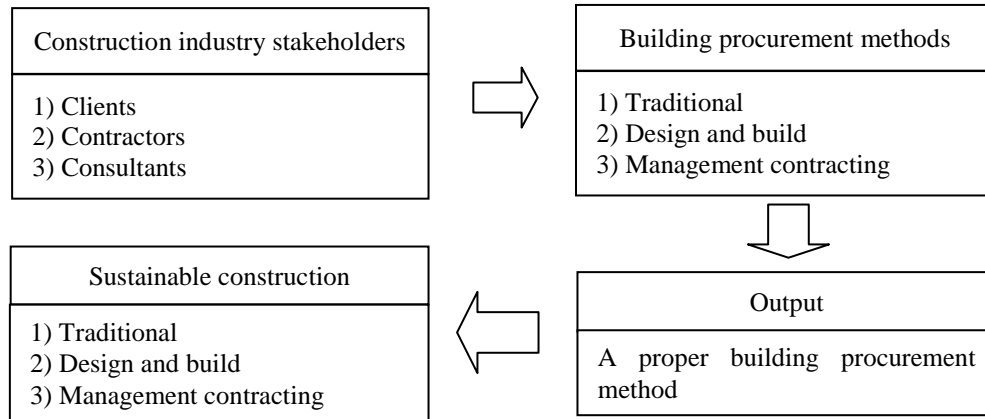 Construction industry stakeholders
1) Clients
2) Contractors
3) Consultants
Building procurement methods
1) Traditional
2) Design and build
3) Management contracting
Output
A proper building procurement
method
Sustainable construction
1) Traditional
2) Design and build
3) Management contracting